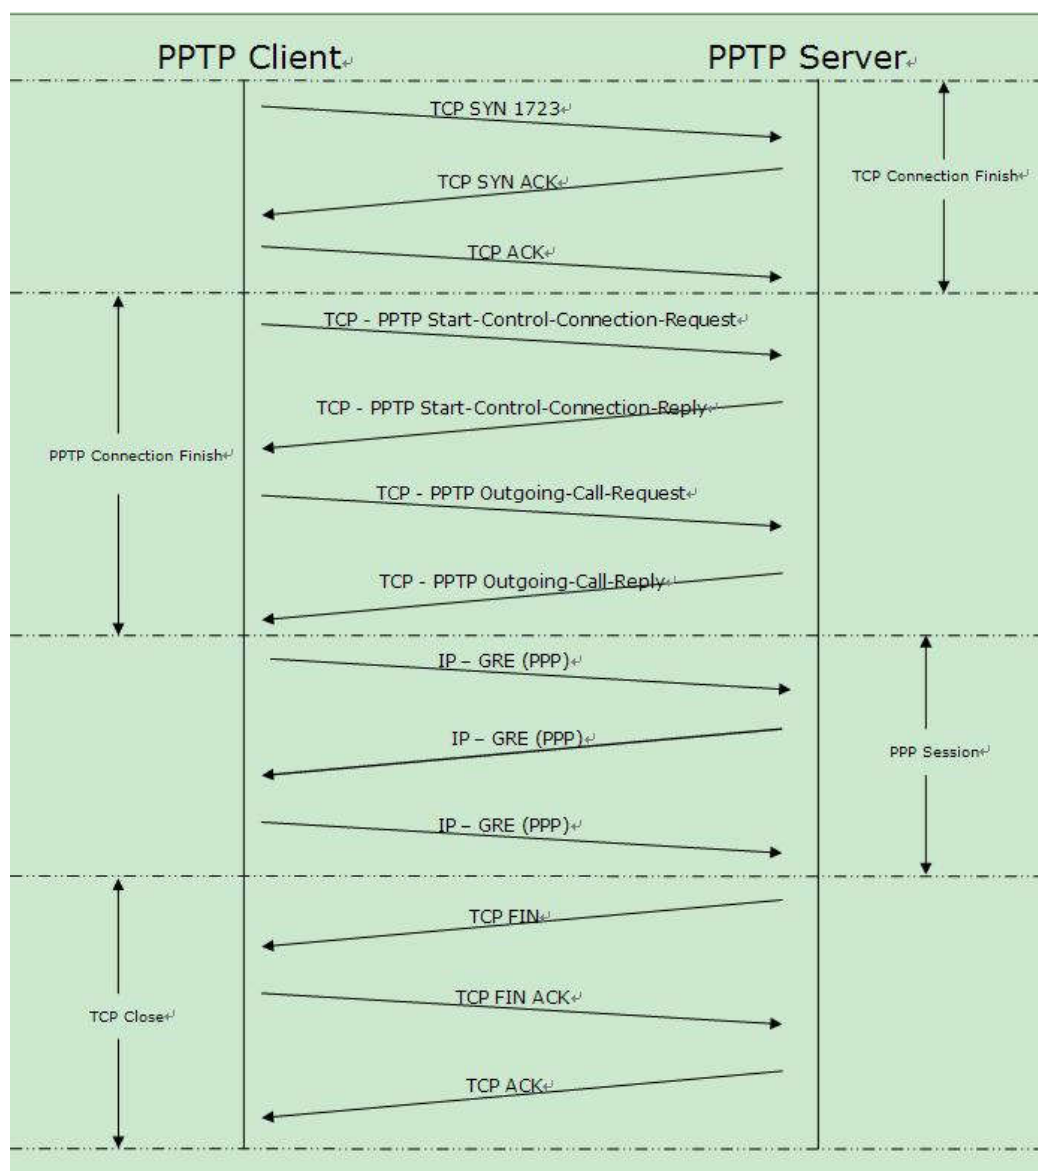 PPTP Client
PPTP Server
TCP SYN 1723
TCP SYN ACK
TCP Connection Finish
TCP ACK
TCP - PPTP Start-Control-Connection-Request
TCP - PPTP Start-Control-Connection-Reply
PPTP Connection Finish
TCP - PPTP Outgoing-Call-Request
TCP - PPTP Outgoing-Call-Reply
IP – GRE (PPP)
IP – GRE (PPP)
PPP Session
IP – GRE (PPP)
TCP FIN
TCP FIN ACK
TCP Close
TCP ACK